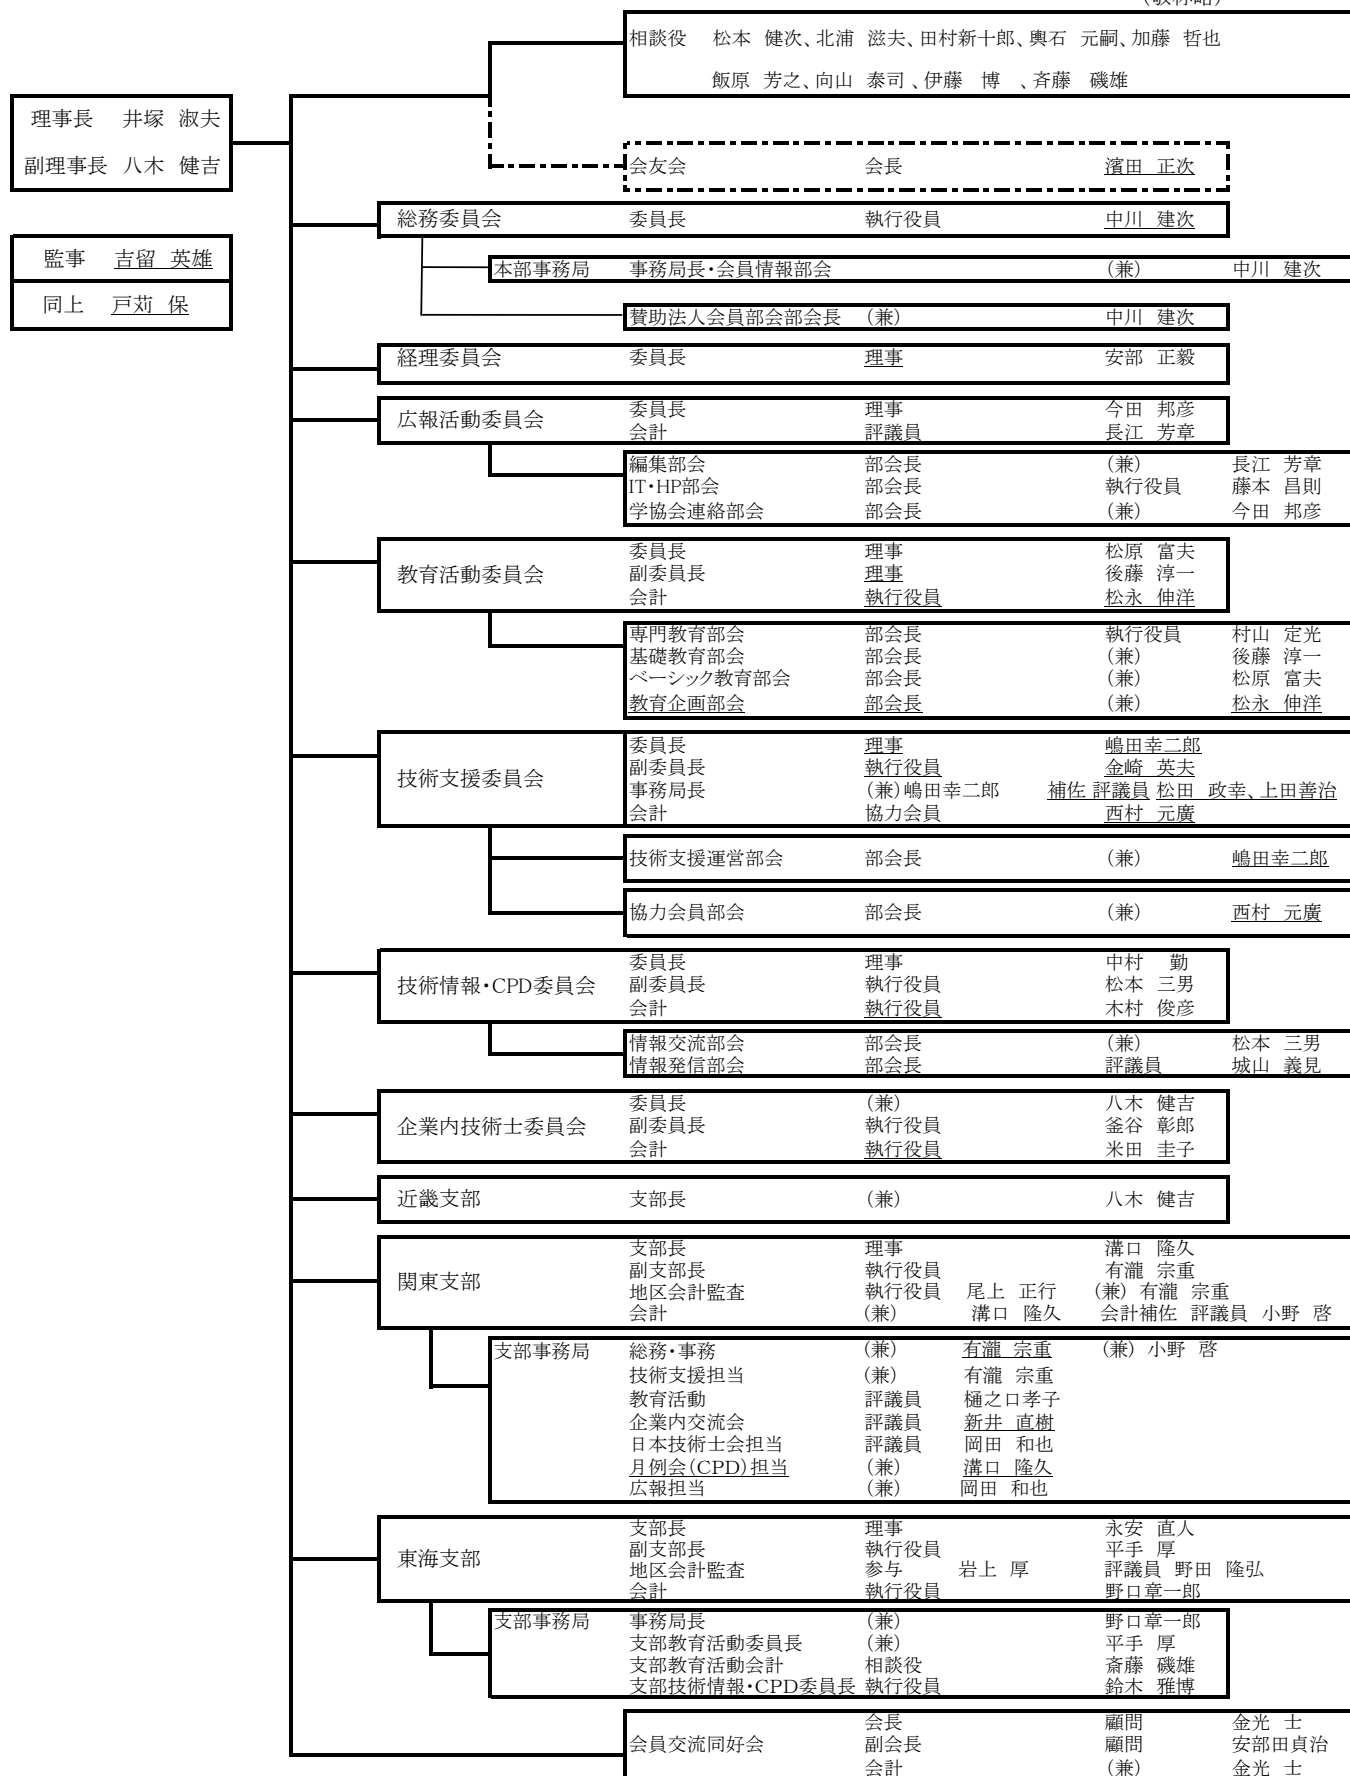 (敬称略)
相談役 松本 健次、北浦 滋夫、田村新十郎、輿石 元嗣、加藤 哲也
飯原 芳之、向山 泰司 、伊藤 博 、斉藤 磯雄
理事長 井塚 淑夫
副理事長 八木 健吉
会友会 会長 濱田 正次
総務委員会 委員長 執行役員 中川 建次
監事 吉留 英雄
本部事務局 事務局長・会員情報部会 (兼) 中川 建次
同上 戸苅 保
賛助法人会員部会部会長 (兼) 中川 建次
経理委員会 委員長 理事 安部 正毅
広報活動委員会
委員長 理事 今田 邦彦
会計 評議員 長江 芳章
編集部会 部会長 (兼) 長江 芳章
IT・HP部会 部会長 執行役員 藤本 昌則
学協会連絡部会 部会長 (兼) 今田 邦彦
教育活動委員会
委員長 理事 松原 富夫
副委員長 理事 後藤 淳一
会計 執行役員 松永 伸洋
専門教育部会 部会長 執行役員 村山 定光
基礎教育部会 部会長 (兼) 後藤 淳一
ベーシック教育部会 部会長 (兼) 松原 富夫
教育企画部会 部会長 (兼) 松永 伸洋
技術支援委員会
委員長 理事 嶋田幸二郎
副委員長 執行役員 金崎 英夫
事務局長 (兼)嶋田幸二郎 補佐 評議員 松田 政幸、上田善治
会計 協力会員 西村 元廣
技術支援運営部会 部会長 (兼) 嶋田幸二郎
協力会員部会 部会長 (兼) 西村 元廣
技術情報・CPD委員会
委員長 理事 中村 勤
副委員長 執行役員 松本 三男
会計 執行役員 木村 俊彦
情報交流部会 部会長 (兼) 松本 三男
情報発信部会 部会長 評議員 城山 義見
企業内技術士委員会
委員長 (兼) 八木 健吉
副委員長 執行役員 釜谷 彰郎
会計 執行役員 米田 圭子
近畿支部 支部長 (兼) 八木 健吉
関東支部
支部長 理事 溝口 隆久
副支部長 執行役員 有瀧 宗重
地区会計監査 執行役員 尾上 正行 (兼) 有瀧 宗重
会計 (兼) 溝口 隆久 会計補佐 評議員 小野 啓
支部事務局 総務・事務 (兼) 有瀧 宗重 (兼) 小野 啓
技術支援担当 (兼) 有瀧 宗重
教育活動 評議員 樋之口孝子
企業内交流会 評議員 新井 直樹
日本技術士会担当 評議員 岡田 和也
月例会(CPD)担当 (兼) 溝口 隆久
広報担当 (兼) 岡田 和也
東海支部
支部長 理事 永安 直人
副支部長 執行役員 平手 厚
地区会計監査 参与 岩上 厚 評議員 野田 隆弘
会計 執行役員 野口章一郎
支部事務局 事務局長 (兼) 野口章一郎
支部教育活動委員長 (兼) 平手 厚
支部教育活動会計 相談役 斎藤 磯雄
支部技術情報・CPD委員長 執行役員 鈴木 雅博
会員交流同好会
会長 顧問 金光 士
副会長 顧問 安部田貞治
会計 (兼) 金光 士